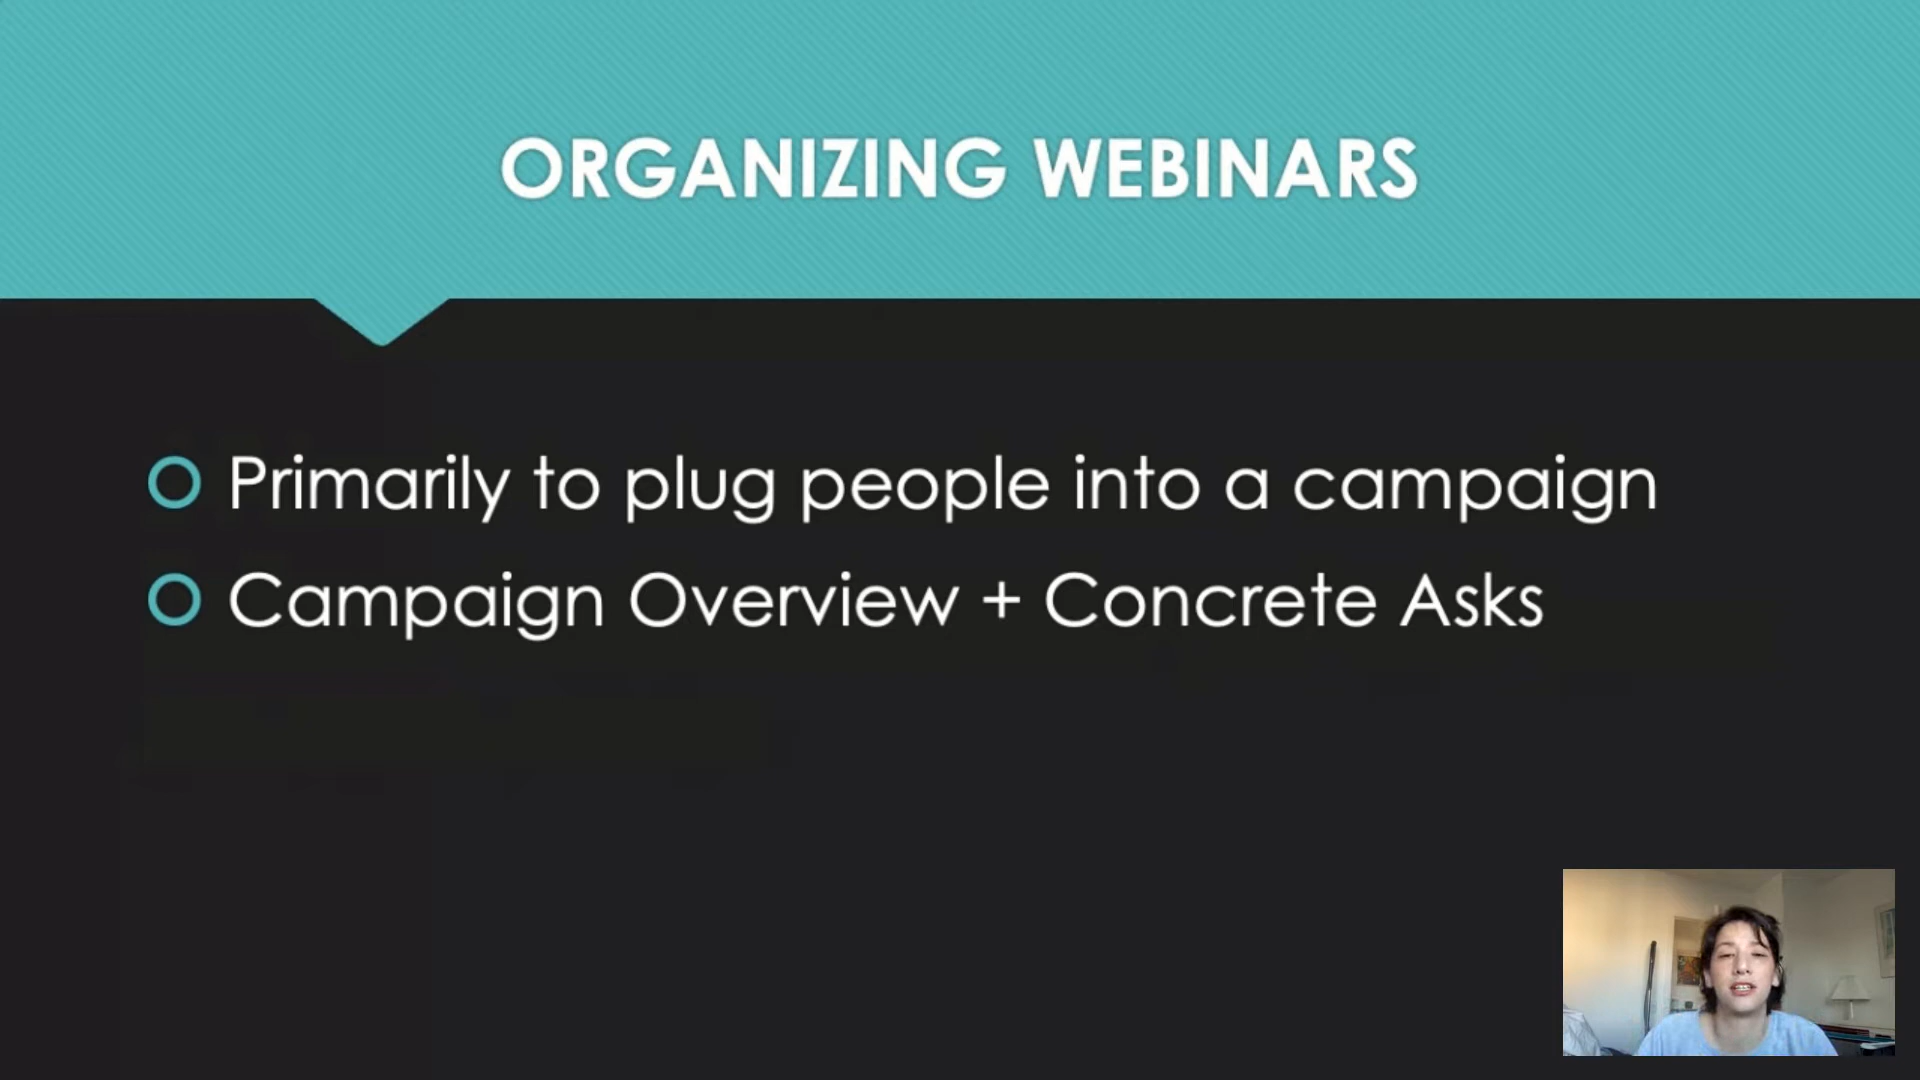 ORGANIZING WEBINARS
Primarily to plug people into a campaign
Campaign Overview + Concrete Asks